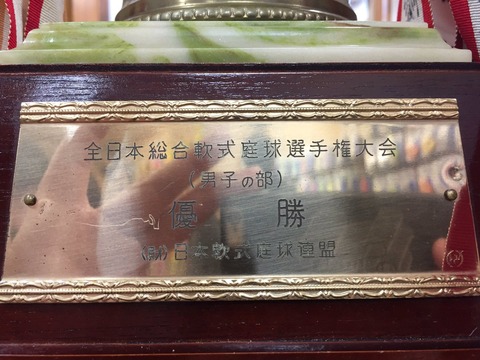 全日本総合軟式庭球選手権大会
(男子の部)
優 勝
(財)日本軟式庭球連盟